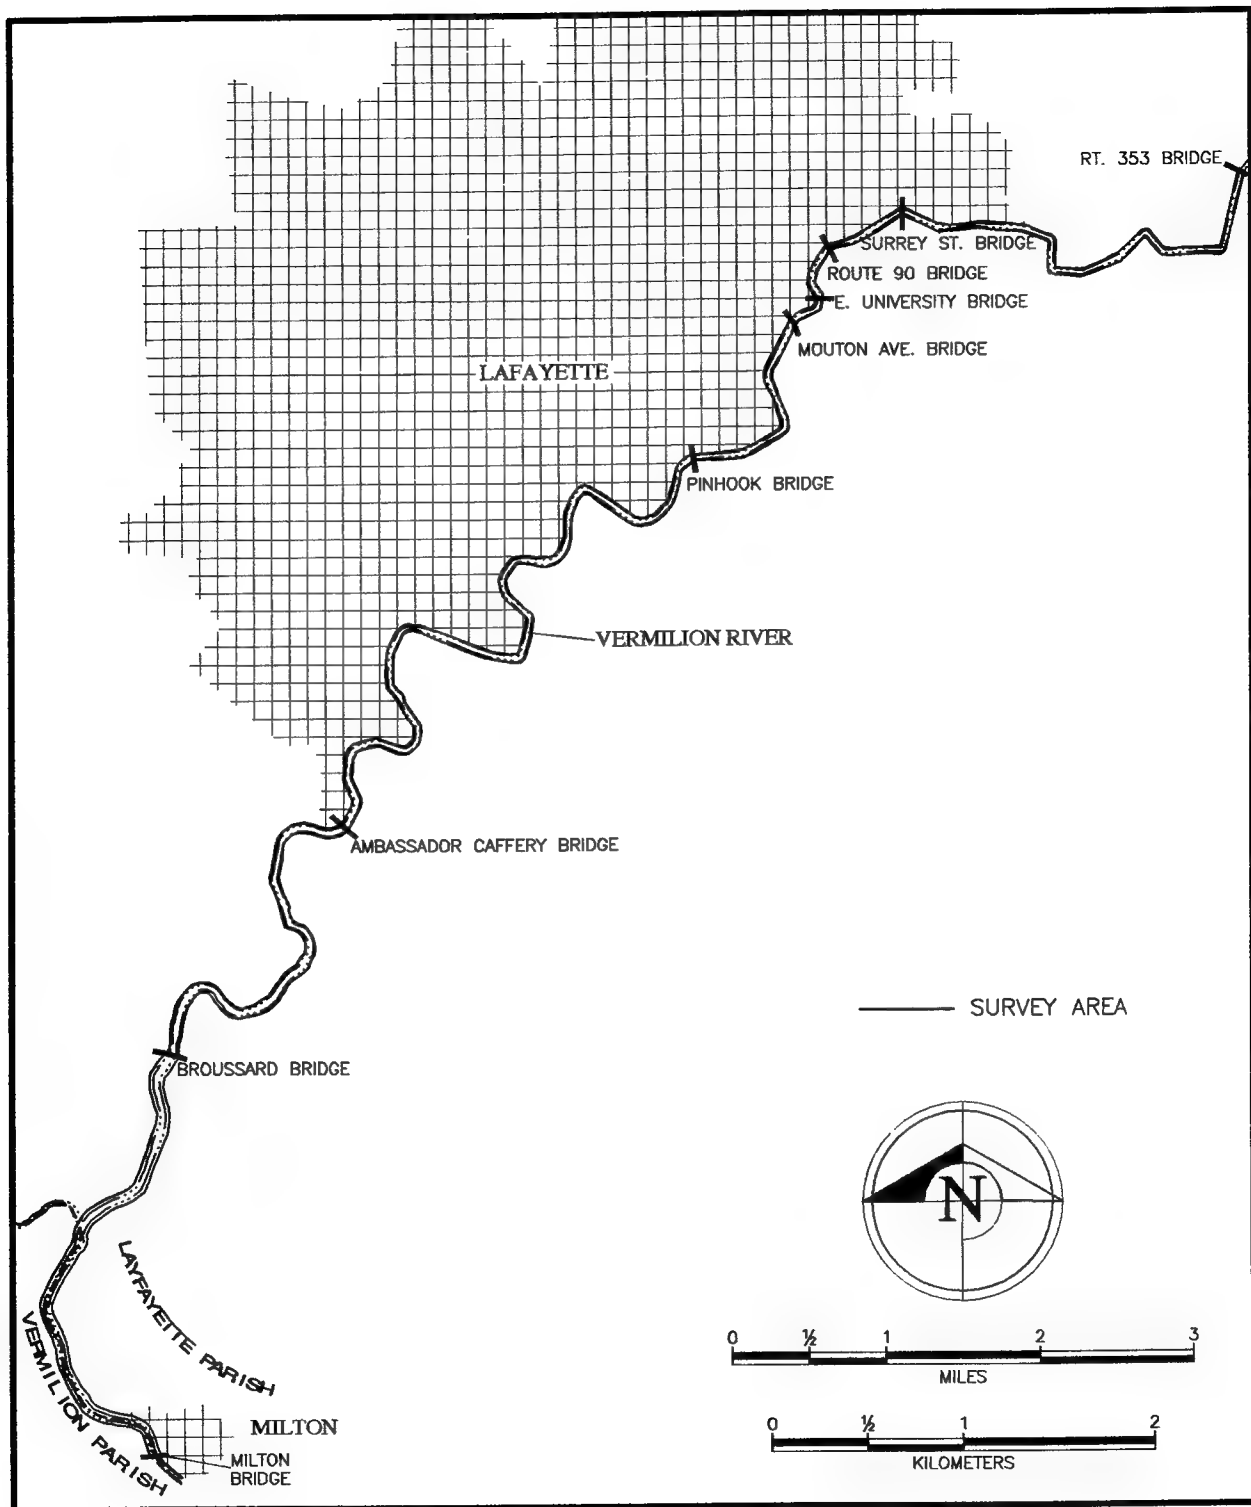 RT. 353 BRIDGE
SURREY ST. BRIDGE
ROUTE 90 BRIDGE
E. UNIVERSITY BRIDGE
MOUTON AVE. BRIDGE
LAFAYETTE
PINHOOK BRIDGE
VERMILION RIVER
AMBASSADOR CAFFERY BRIDGE
SURVEY AREA
BROUSSARD BRIDGE
N
LAYFAYETTE PARISH
VERMILION PARISH
0 ½ 1 2 3
MILES
MILTON
0 ½ 1 2
KILOMETERS
MILTON
BRIDGE